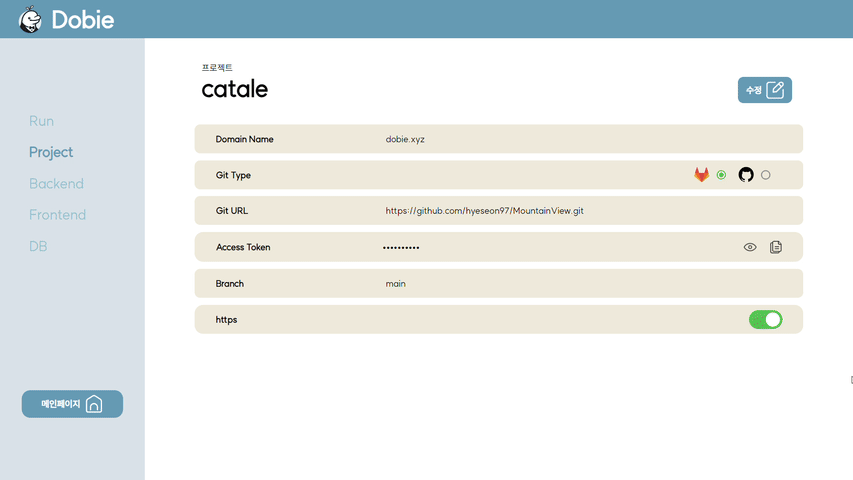 Dobie
프로젝트
catale
수정
Run
Project
Backend
Frontend
DB
메인페이지
Domain Name dobie.xyz
Git Type
Git URL https://github.com/hyeseon97/MountainView.git
Access Token ••••••••••
Branch main
https